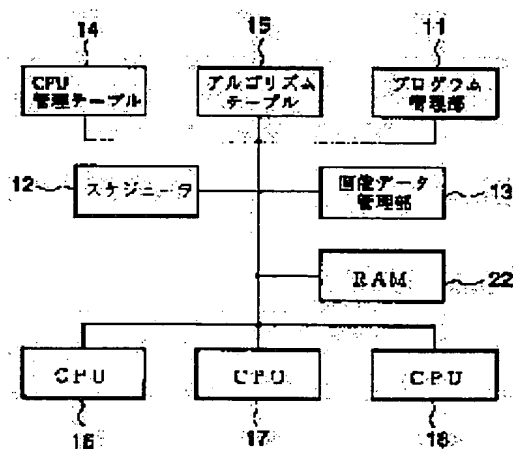 14
15
11
CPU
管理テーブル
アルゴリズム
テーブル
プログラム
管理部
12
スケジューラ
画像データ
管理部
13
RAM
22
CPU
CPU
CPU
16
17
18